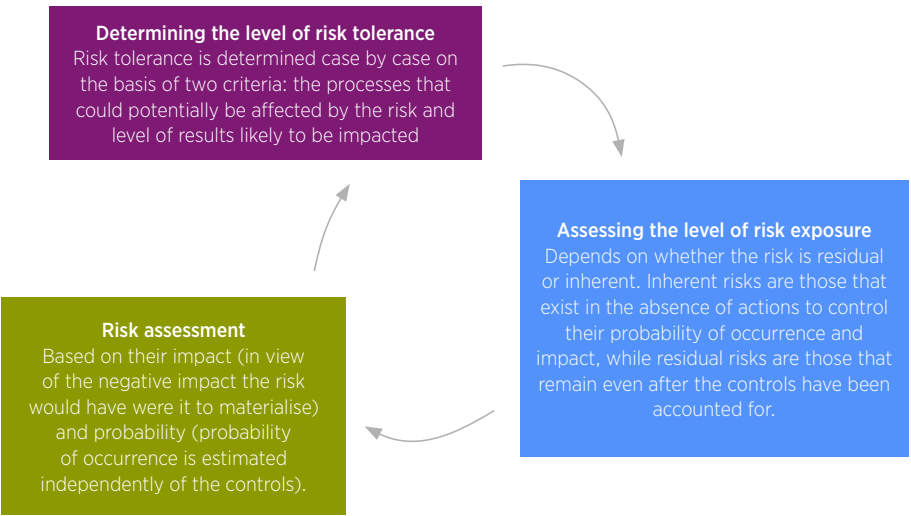 Determining the level of risk tolerance
Risk tolerance is determined case by case on
the basis of two criteria: the processes that
could potentially be affected by the risk and
level of results likely to be impacted
Assessing the level of risk exposure
Depends on whether the risk is residual
or inherent. Inherent risks are those that
exist in the absence of actions to control
their probability of occurrence and
impact, while residual risks are those that
remain even after the controls have been
accounted for.
Risk assessment
Based on their impact (in view
of the negative impact the risk
would have were it to materialise)
and probability (probability
of occurrence is estimated
independently of the controls).